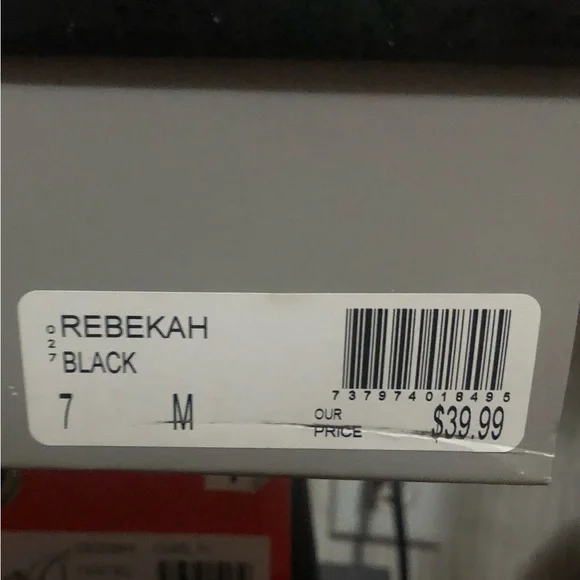 027
REBEKAH
BLACK
7 M
737974018495
OUR
PRICE $39.99